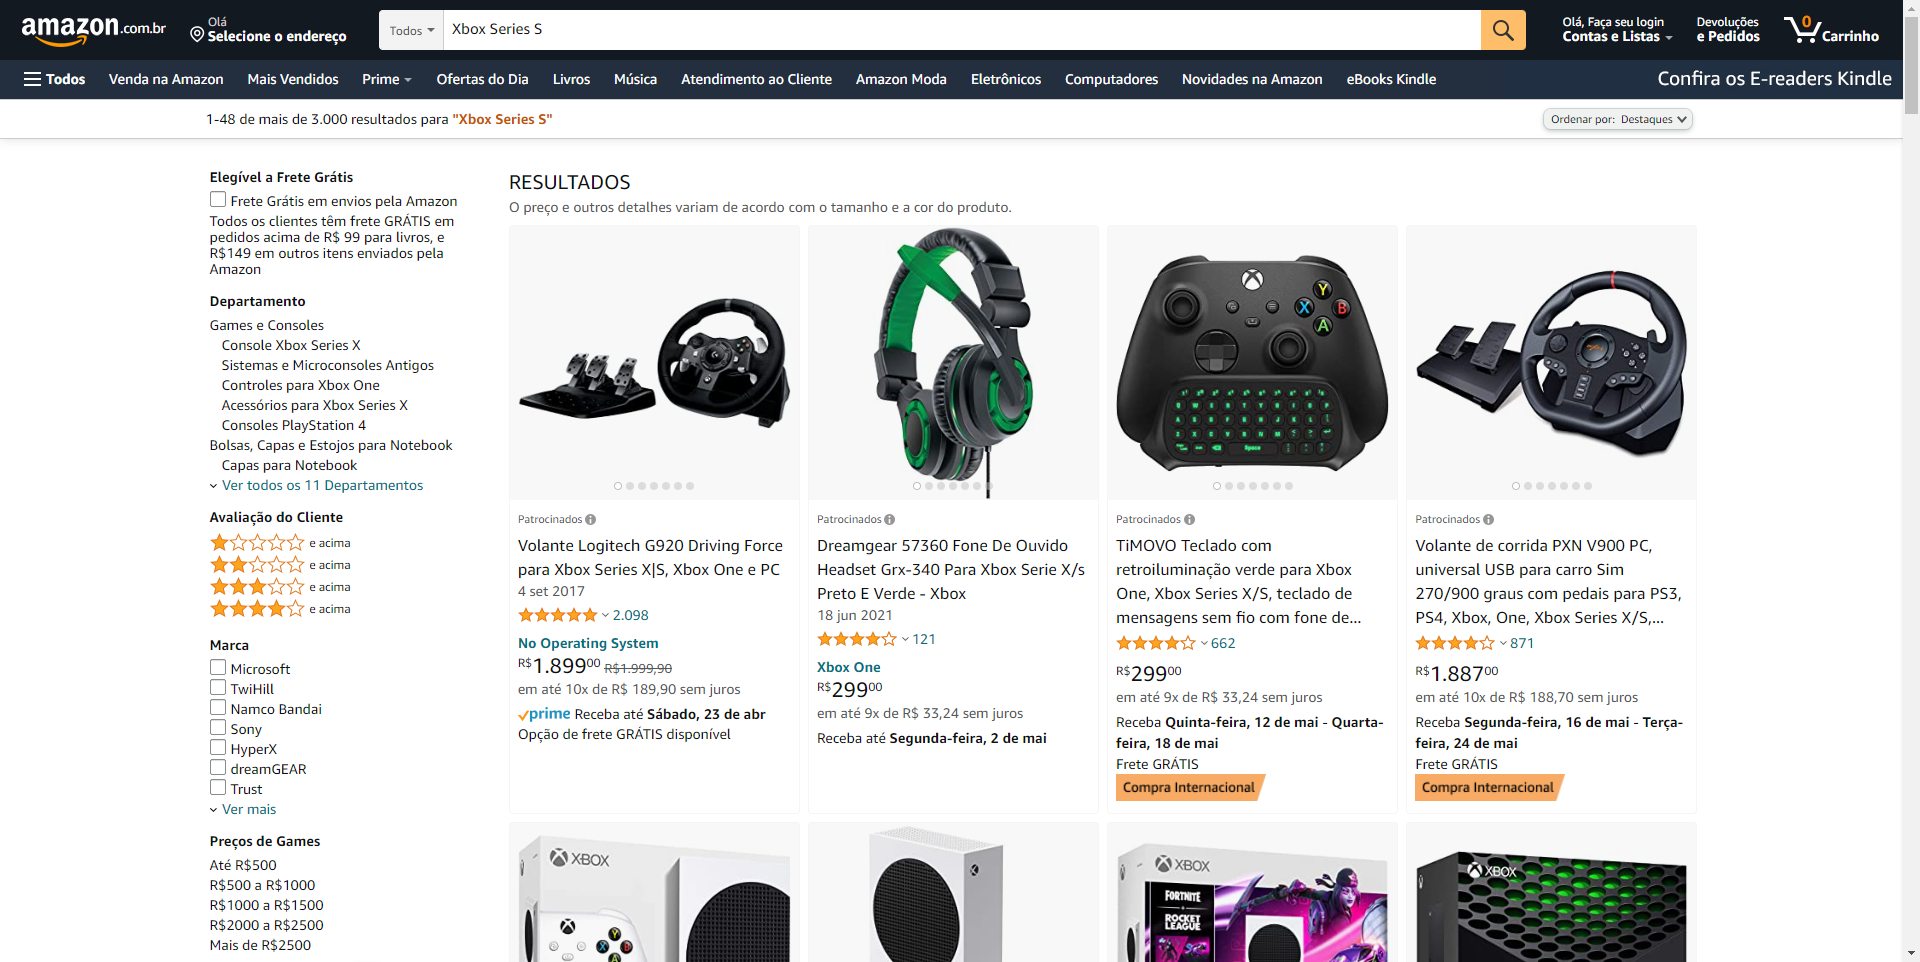 amazon.com.br
Olá
Selecione o endereço
Todos
Xbox Series S
Olá, Faça seu login
Contas e Listas
Devoluções
e Pedidos
0
Carrinho
Todos
Venda na Amazon
Mais Vendidos
Prime
Ofertas do Dia
Livros
Música
Atendimento ao Cliente
Amazon Moda
Eletrônicos
Computadores
Novidades na Amazon
eBooks Kindle
Confira os E-readers Kindle
1-48 de mais de 3.000 resultados para "Xbox Series S"
Ordenar por: Destaques
Elegível a Frete Grátis
Frete Grátis em envios pela Amazon
Todos os clientes têm frete GRÁTIS em
pedidos acima de R$ 99 para livros, e
R$149 em outros itens enviados pela
Amazon
Departamento
Games e Consoles
Console Xbox Series X
Sistemas e Microconsoles Antigos
Controles para Xbox One
Acessórios para Xbox Series X
Consoles PlayStation 4
Bolsas, Capas e Estojos para Notebook
Capas para Notebook
Ver todos os 11 Departamentos
Avaliação do Cliente
e acima
e acima
e acima
e acima
Marca
Microsoft
TwiHill
Namco Bandai
Sony
HyperX
dreamGEAR
Trust
Ver mais
Preços de Games
Até R$500
R$500 a R$1000
R$1000 a R$1500
R$2000 a R$2500
Mais de R$2500
RESULTADOS
O preço e outros detalhes variam de acordo com o tamanho e a cor do produto.
Patrocinados
Volante Logitech G920 Driving Force
para Xbox Series X|S, Xbox One e PC
4 set 2017
2.098
No Operating System
R$1.89900 R$1.999,90
em até 10x de R$ 189,90 sem juros
prime Receba até Sábado, 23 de abr
Opção de frete GRÁTIS disponível
Patrocinados
Dreamgear 57360 Fone De Ouvido
Headset Grx-340 Para Xbox Serie X/s
Preto E Verde - Xbox
18 jun 2021
121
Xbox One
R$29900
em até 9x de R$ 33,24 sem juros
Receba até Segunda-feira, 2 de mai
Y
X
B
A
Patrocinados
TiMOVO Teclado com
retroiluminação verde para Xbox
One, Xbox Series X/S, teclado de
mensagens sem fio com fone de...
662
R$29900
em até 9x de R$ 33,24 sem juros
Receba Quinta-feira, 12 de mai - Quarta-
feira, 18 de mai
Frete GRÁTIS
Compra Internacional
Patrocinados
Volante de corrida PXN V900 PC,
universal USB para carro Sim
270/900 graus com pedais para PS3,
PS4, Xbox, One, Xbox Series X/S,...
871
R$1.88700
em até 10x de R$ 188,70 sem juros
Receba Segunda-feira, 16 de mai - Terça-
feira, 24 de mai
Frete GRÁTIS
Compra Internacional
XBOX
Y
X
B
A
XBOX
FORTNITE
+
ROCKET
LEAGUE
XBOX